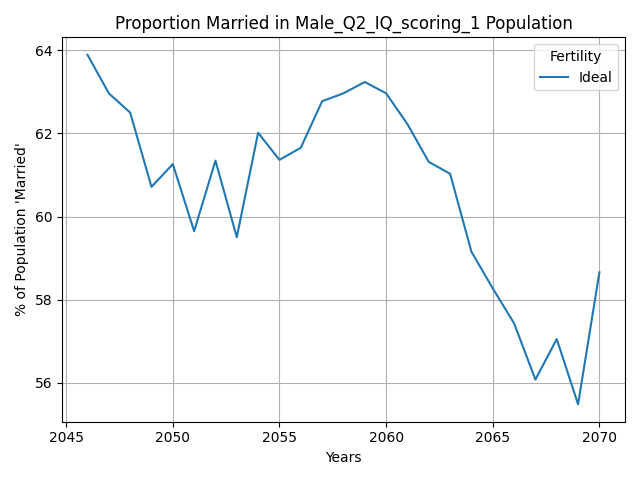 Proportion Married in Male_Q2_IQ_scoring_1 Population
Fertility
Ideal
% of Population 'Married'
64
62
60
58
56
2045
2050
2055
2060
2065
2070
Years